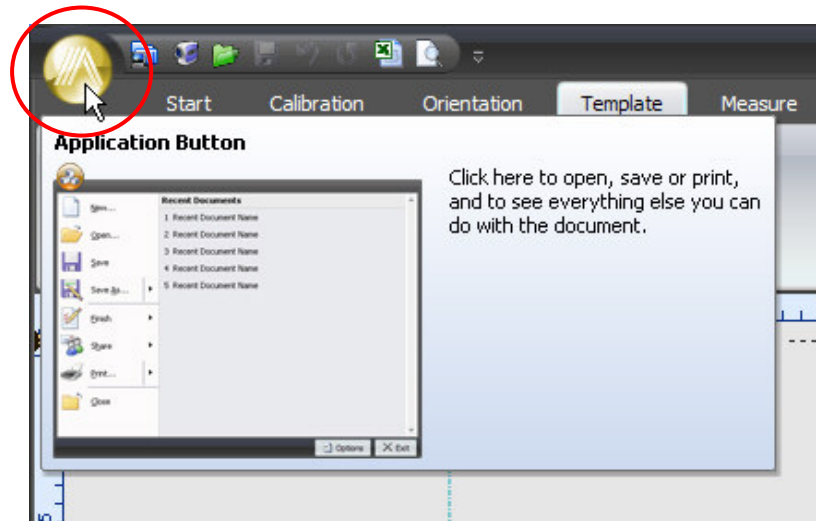 Start Calibration Orientation Template Measure
Application Button
Click here to open, save or print,
and to see everything else you can
do with the document.
New...
Open...
Save
Save As...
Finish
Share
Print...
Close
Recent Documents
1 Recent Document Name
2 Recent Document Name
3 Recent Document Name
4 Recent Document Name
5 Recent Document Name
Options Exit
5